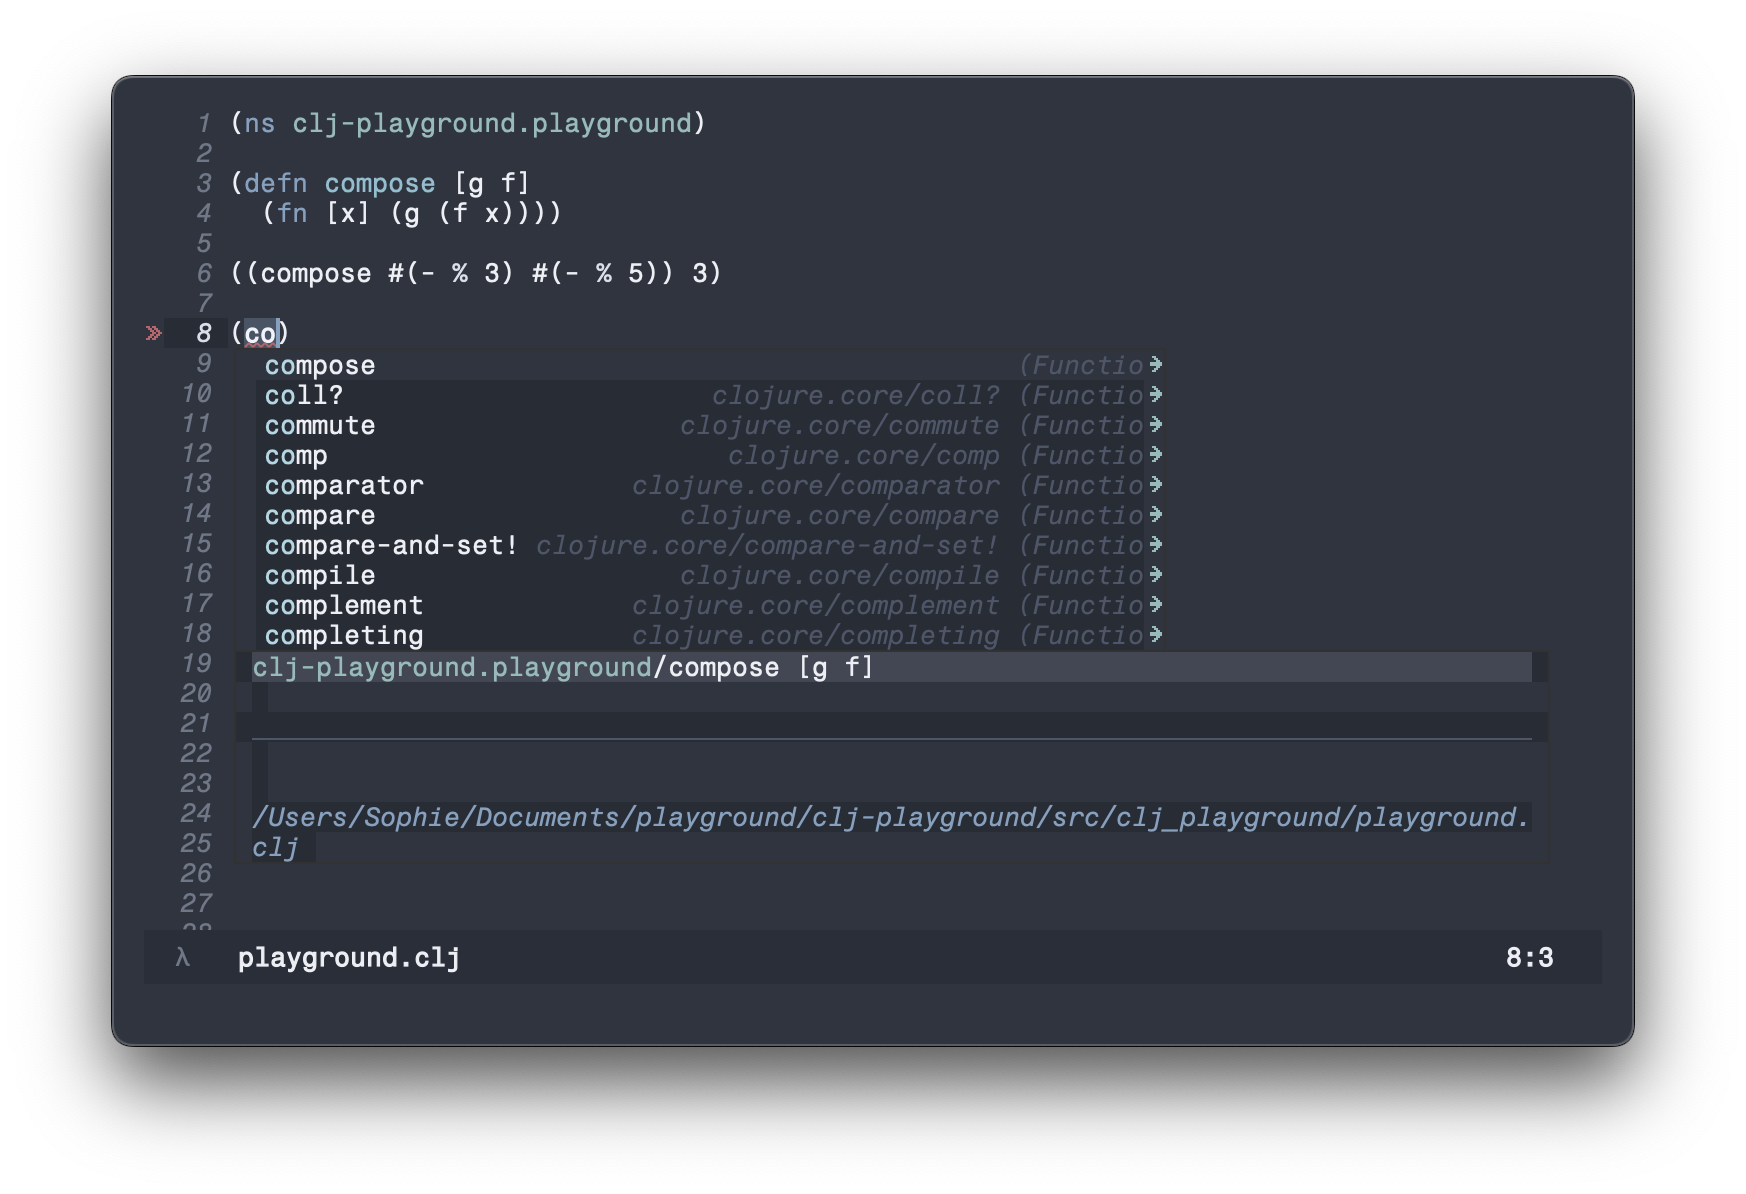 1 (ns clj-playground.playground)
2
3 (defn compose [g f]
4   (fn [x] (g (f x))))
5
6 ((compose #(- % 3) #(- % 5)) 3)
7
8 (co)
9 compose (Functio
10 coll? clojure.core/coll? (Functio
11 commute clojure.core/commute (Functio
12 comp clojure.core/comp (Functio
13 comparator clojure.core/comparator (Functio
14 compare clojure.core/compare (Functio
15 compare-and-set! clojure.core/compare-and-set! (Functio
16 compile clojure.core/compile (Functio
17 complement clojure.core/complement (Functio
18 completing clojure.core/completing (Functio
19 clj-playground.playground/compose [g f]
20
21
22
23
24 /Users/Sophie/Documents/playground/clj-playground/src/clj_playground/playground.
25 clj
26
27
28
λ playground.clj 8:3